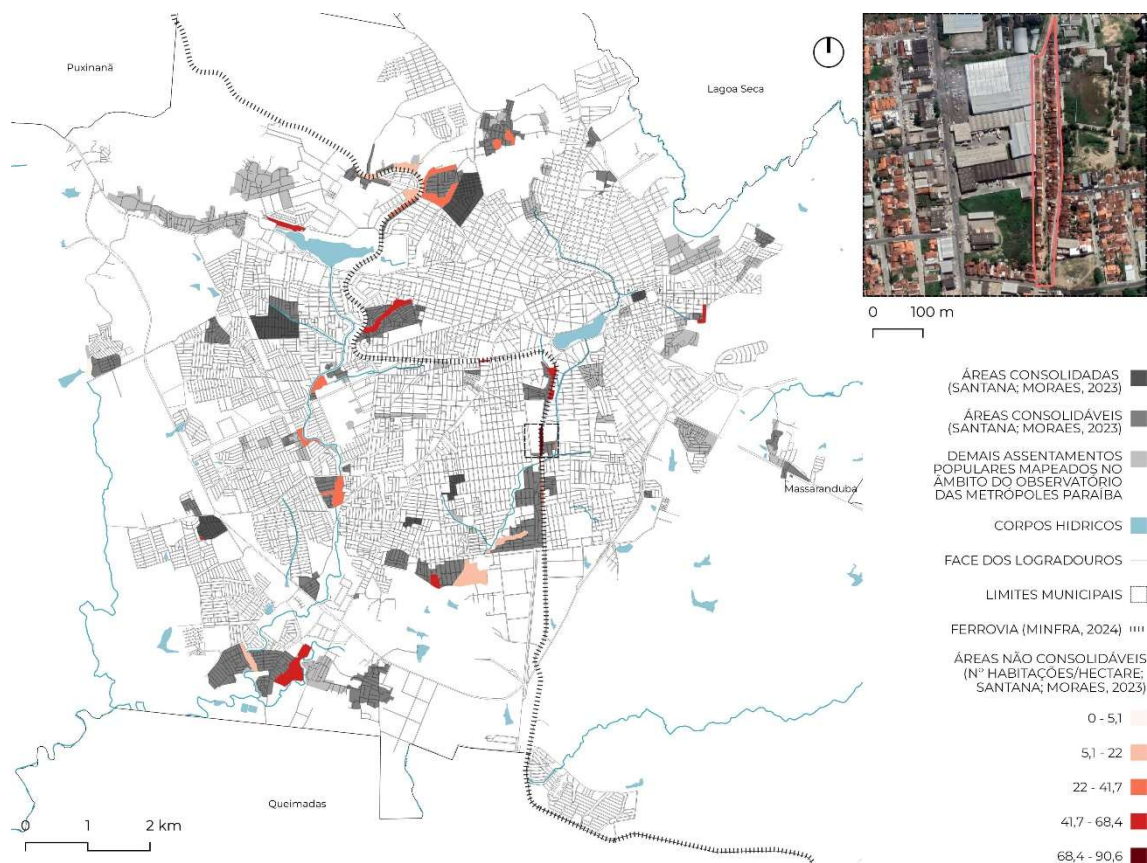 Puxinanã
Lagoa Seca
0 100 m
ÁREAS CONSOLIDADAS
(SANTANA; MORAES, 2023)
ÁREAS CONSOLIDÁVEIS
(SANTANA; MORAES, 2023)
DEMAIS ASSENTAMENTOS
POPULARES MAPEADOS NO
ÂMBITO DO OBSERVATÓRIO
DAS METRÓPOLES PARAÍBA
Massaranduba
CORPOS HIDRICOS
FACE DOS LOGRADOUROS
LIMITES MUNICIPAIS
FERROVIA (MINFRA, 2024)
ÁREAS NÃO CONSOLIDÁVEIS
(Nº HABITAÇÕES/HECTARE;
SANTANA; MORAES, 2023)
0 - 5,1
5,1 - 22
22 - 41,7
41,7 - 68,4
68,4 - 90,6
Queimadas
0 1 2 km